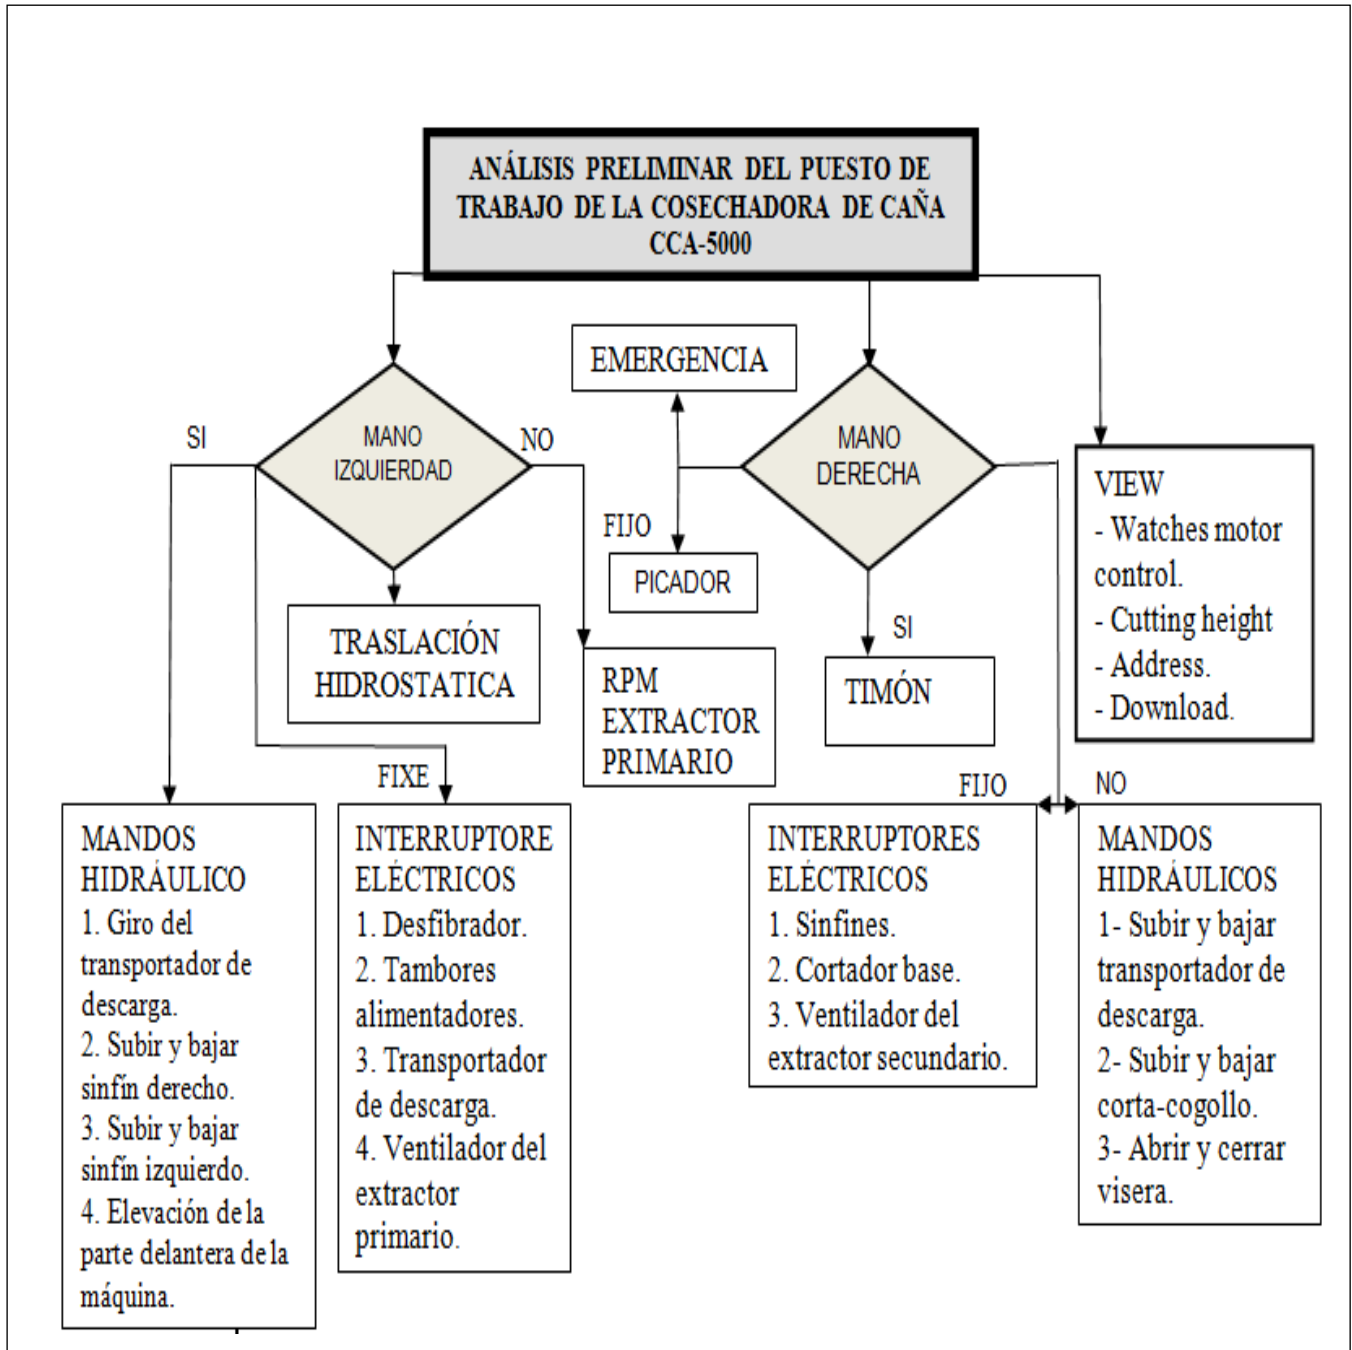 ANÁLISIS PRELIMINAR DEL PUESTO DE
TRABAJO DE LA COSECHADORA DE CAÑA
CCA-5000
EMERGENCIA
SI
MANO
IZQUIERDAD
NO
MANO
DERECHA
FIJO
PICADOR
VIEW
- Watches motor
control.
- Cutting height
- Address.
- Download.
TRASLACIÓN
HIDROSTATICA
SI
TIMÓN
RPM
EXTRACTOR
PRIMARIO
FIXE
FIJO
NO
MANDOS
HIDRÁULICO
1. Giro del
transportador de
descarga.
2. Subir y bajar
sinfín derecho.
3. Subir y bajar
sinfín izquierdo.
4. Elevación de la
parte delantera de la
máquina.
INTERRUPTORE
ELÉCTRICOS
1. Desfibrador.
2. Tambores
alimentadores.
3. Transportador
de descarga.
4. Ventilador del
extractor
primario.
INTERRUPTORES
ELÉCTRICOS
1. Sinfines.
2. Cortador base.
3. Ventilador del
extractor secundario.
MANDOS
HIDRÁULICOS
1- Subir y bajar
transportador de
descarga.
2- Subir y bajar
corta-cogollo.
3- Abrir y cerrar
visera.